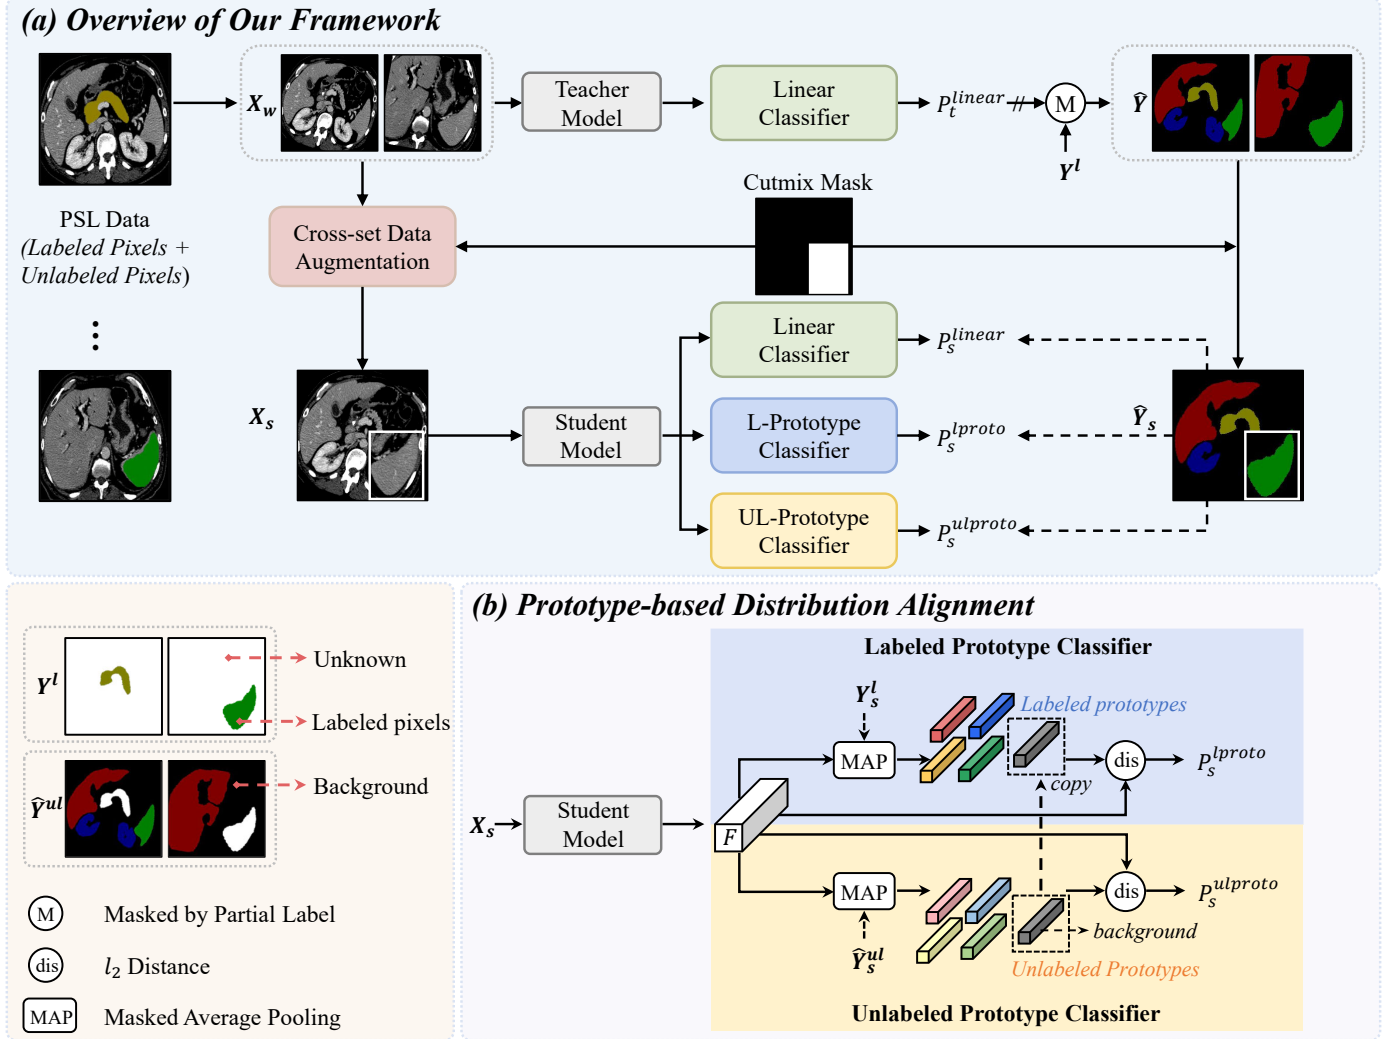 (a) Overview of Our Framework
X_w
Teacher
Model
Linear
Classifier
P_t^{linear}
M
Ŷ
Y^l
PSL Data
(Labeled Pixels +
Unlabeled Pixels)
Cross-set Data
Augmentation
Cutmix Mask
Linear
Classifier
P_s^{linear}
X_s
Student
Model
L-Prototype
Classifier
P_s^{lproto}
Ŷ_s
UL-Prototype
Classifier
P_s^{ulproto}
Y^l
Unknown
Labeled pixels
Ŷ^{ul}
Background
M
Masked by Partial Label
dis
l_2 Distance
MAP
Masked Average Pooling
(b) Prototype-based Distribution Alignment
Labeled Prototype Classifier
Y_s^l
Labeled prototypes
MAP
dis
P_s^{lproto}
copy
X_s
Student
Model
F
MAP
dis
P_s^{ulproto}
background
Ŷ_s^{ul}
Unlabeled Prototypes
Unlabeled Prototype Classifier